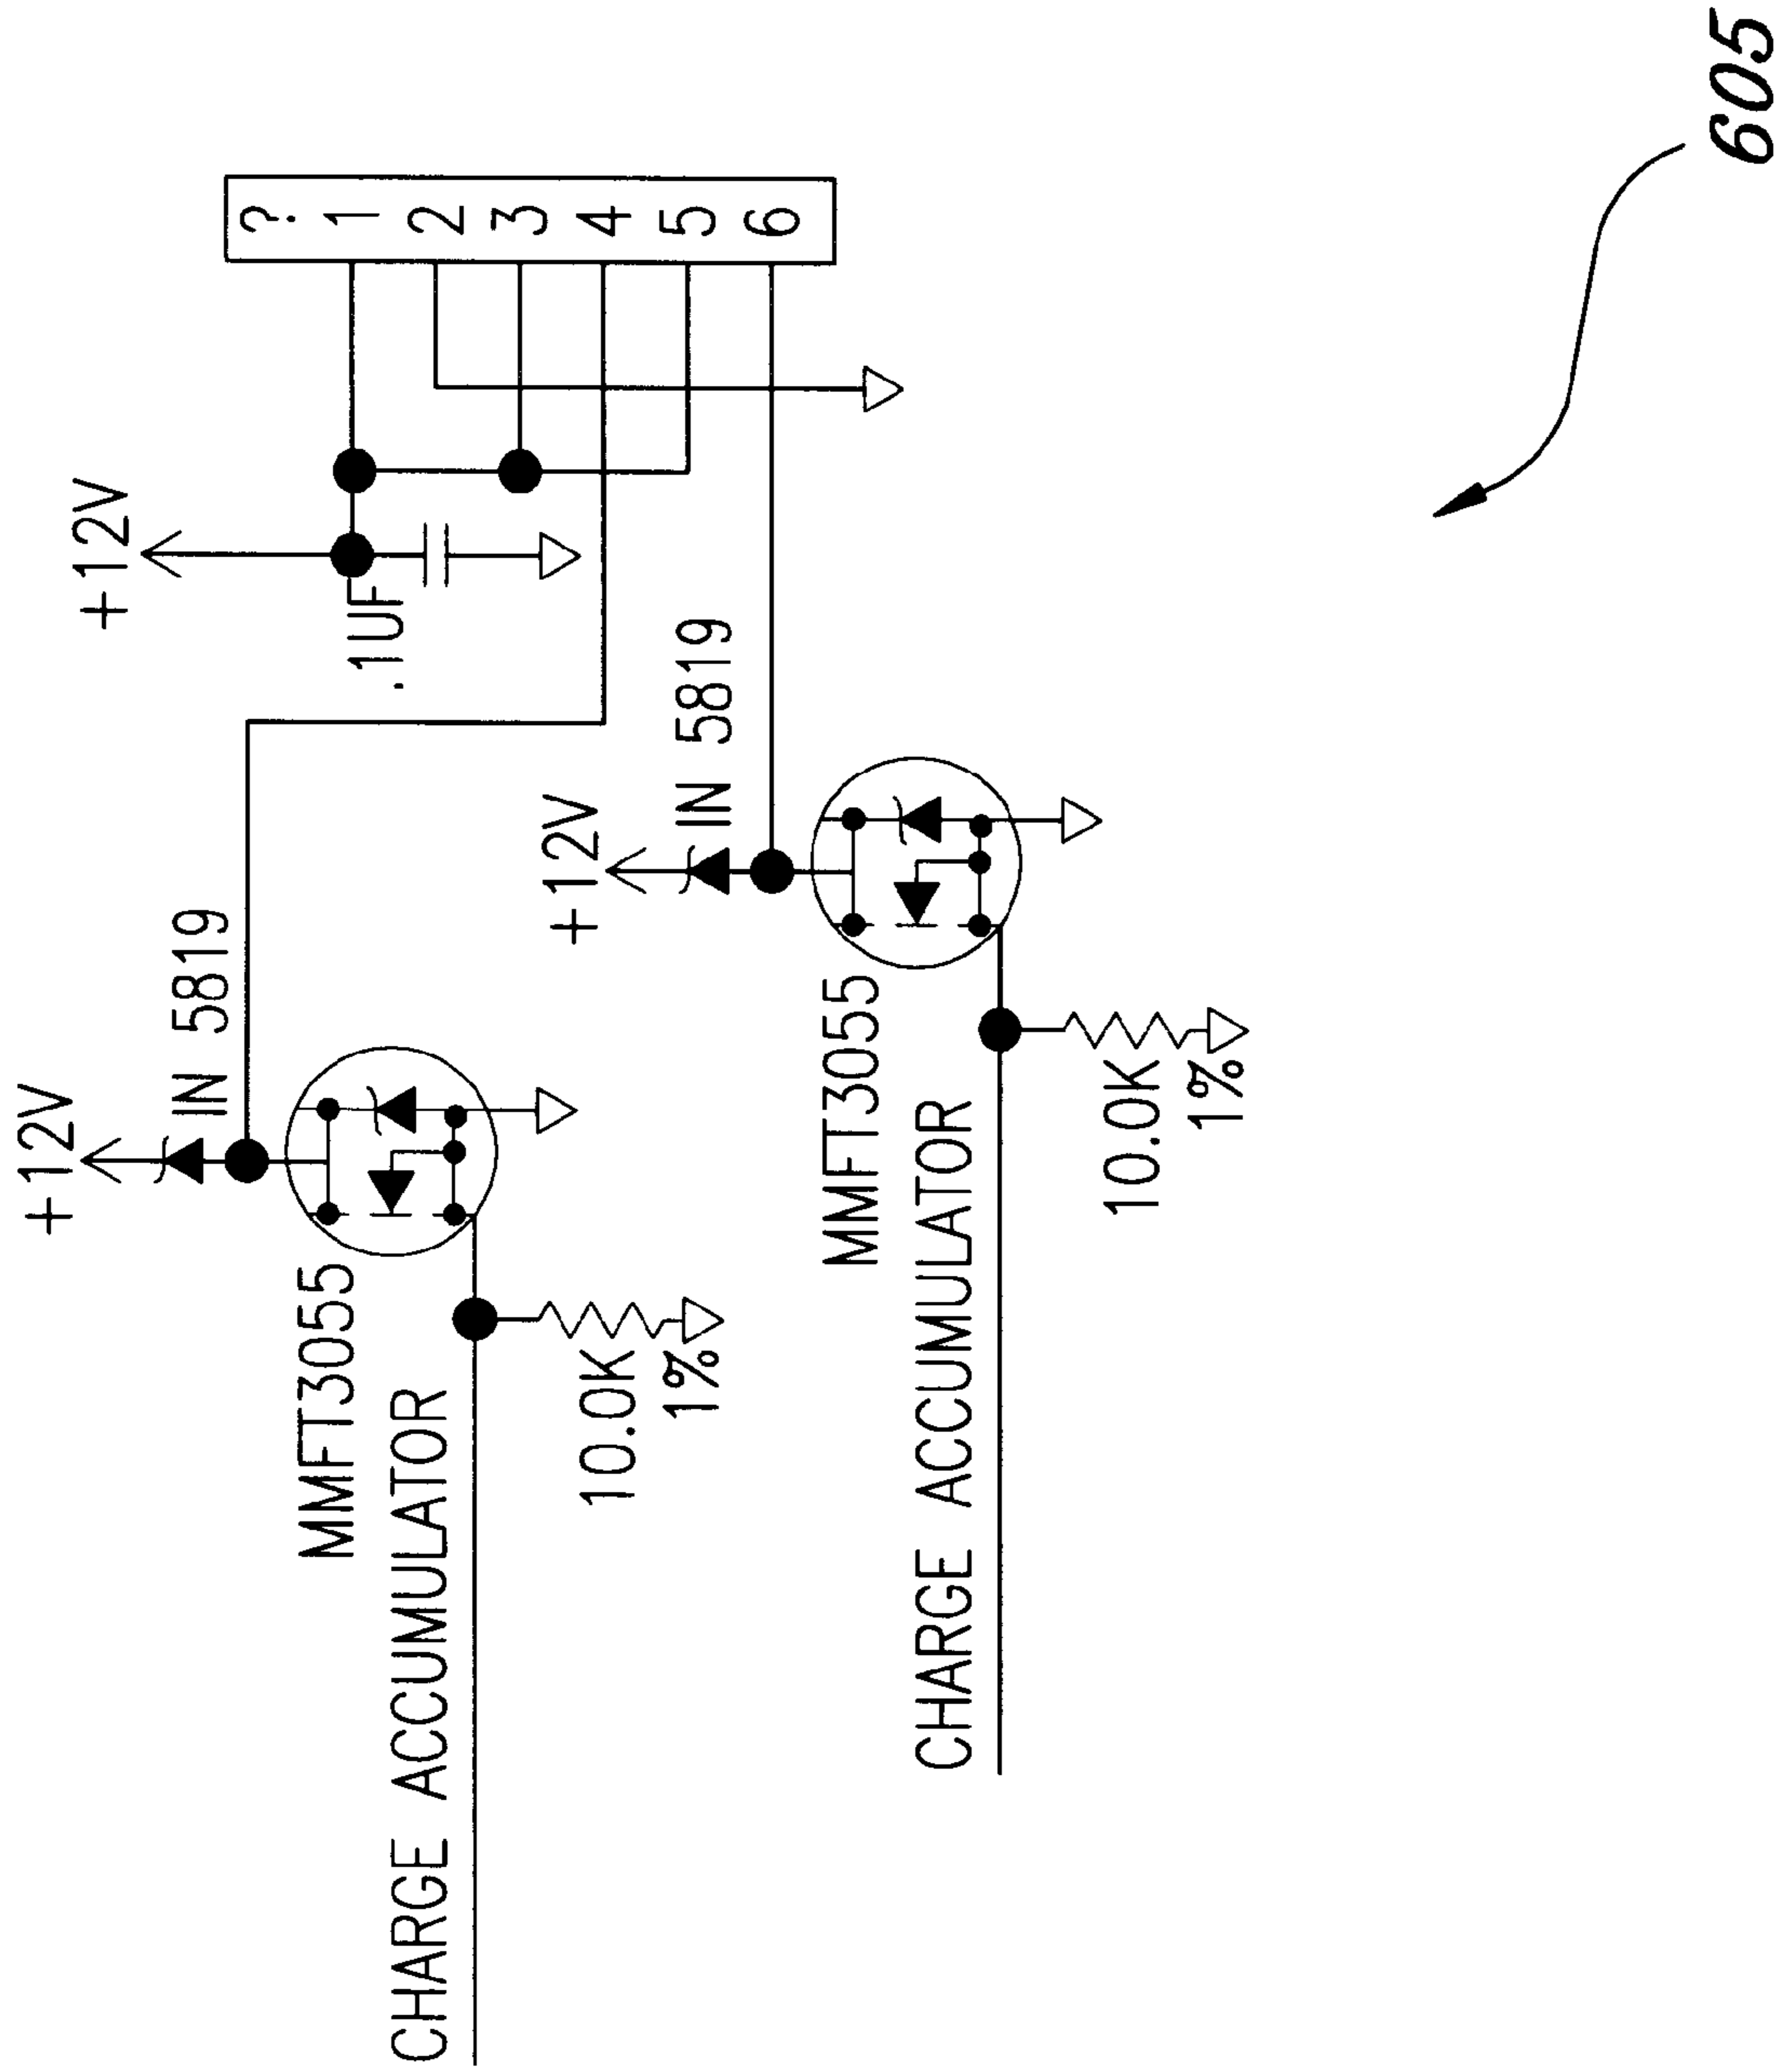 +12V
IN 5819
MMFT3055
CHARGE ACCUMULATOR
10.0K
1%
+12V
.1UF
?
1
2
3
4
5
6
+12V
IN 5819
MMFT3055
CHARGE ACCUMULATOR
10.0K
1%
605